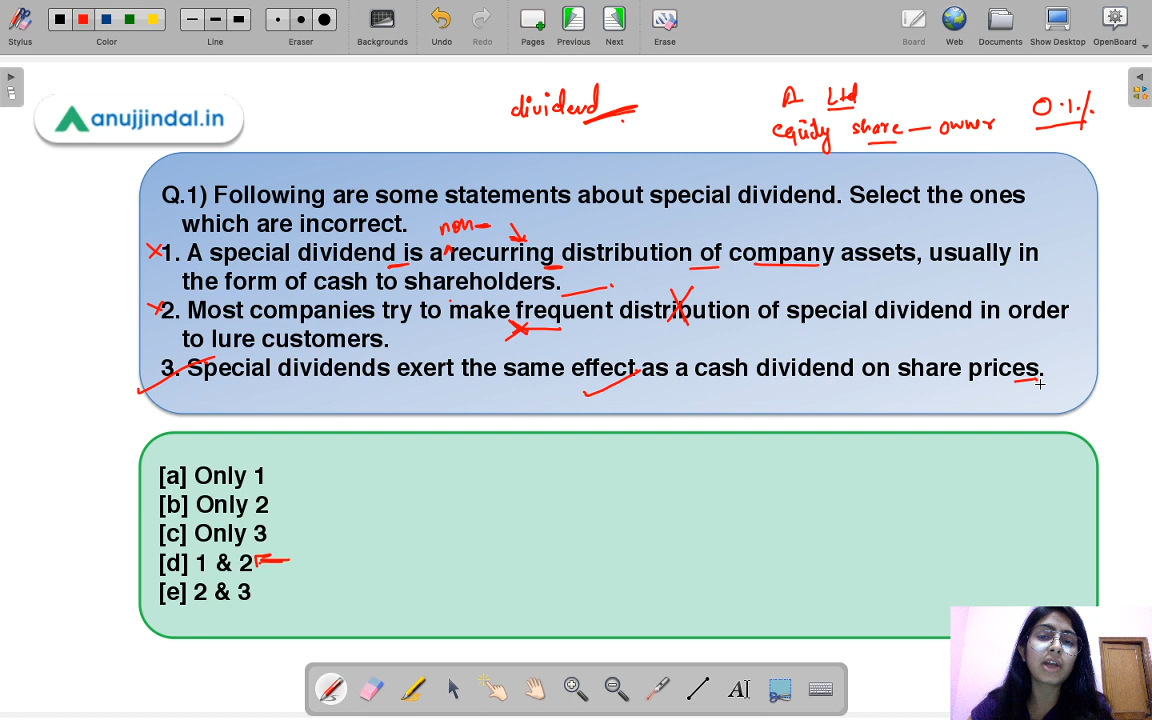 Stylus
Color
Line
Eraser
Backgrounds
Undo
Redo
Pages
Previous
Next
Erase
Board
Web
Documents
Show Desktop
OpenBoard
anujjindal.in
dividend
A Ltd
equity share — owner
0.1%
Q.1) Following are some statements about special dividend. Select the ones
which are incorrect.
non-
1. A special dividend is a recurring distribution of company assets, usually in
the form of cash to shareholders.
2. Most companies try to make frequent distribution of special dividend in order
to lure customers.
3. Special dividends exert the same effect as a cash dividend on share prices.
[a] Only 1
[b] Only 2
[c] Only 3
[d] 1 & 2
[e] 2 & 3